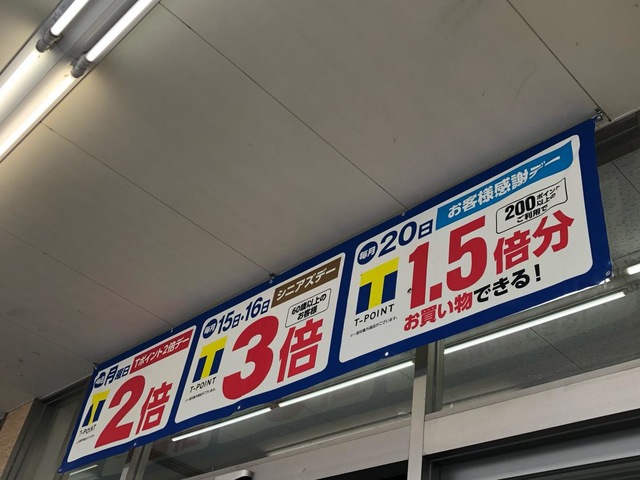 毎週月曜日
Tポイント2倍デー
T
T-POINT
2倍
毎月15日・16日
シニアズデー
T
T-POINT
60歳以上の
お客様
3倍
毎月20日
お客様感謝デー
T
T-POINT
200ポイント
以上の
ご利用で
1.5倍分
お買い物できる!